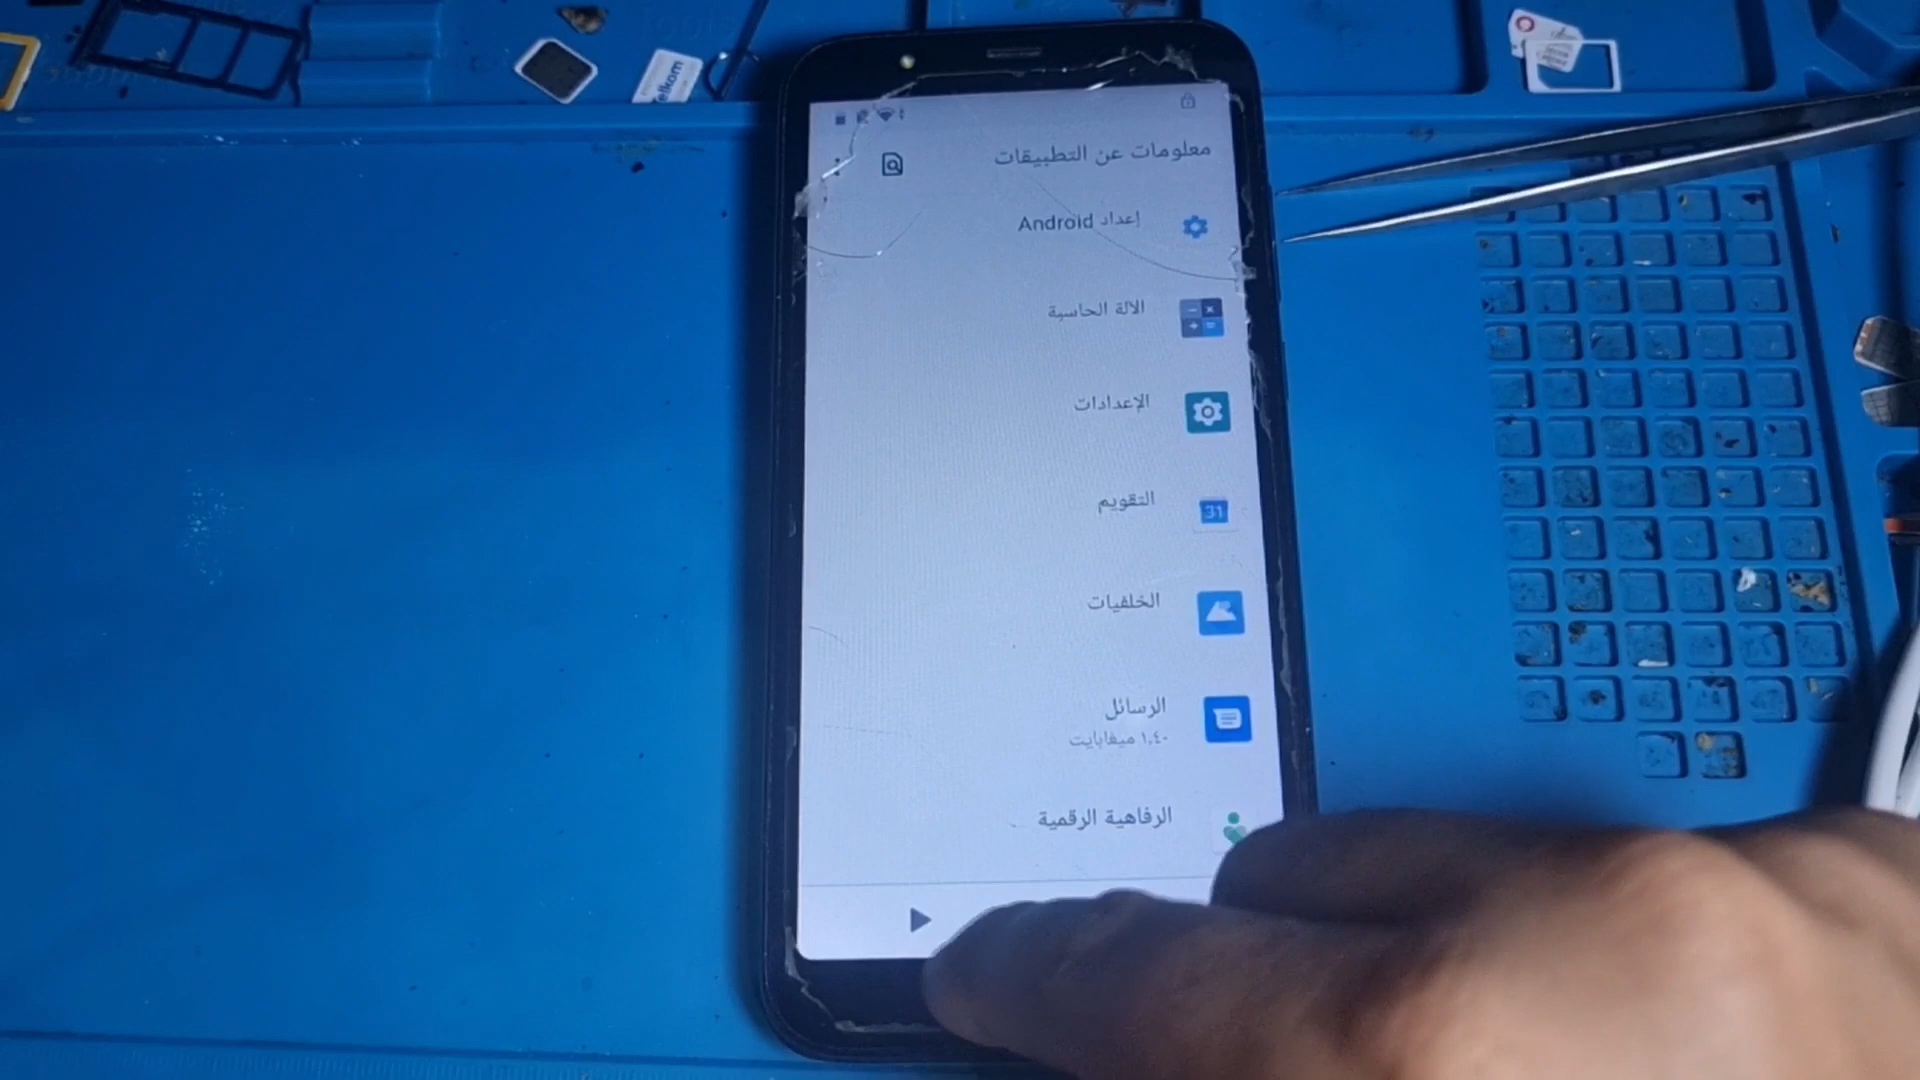 معلومات عن التطبيقات
إعداد Android
الآلة الحاسبة
الإعدادات
التقويم
31
الخلفيات
الرسائل
١,٤٠ ميغابايت
الرفاهية الرقمية